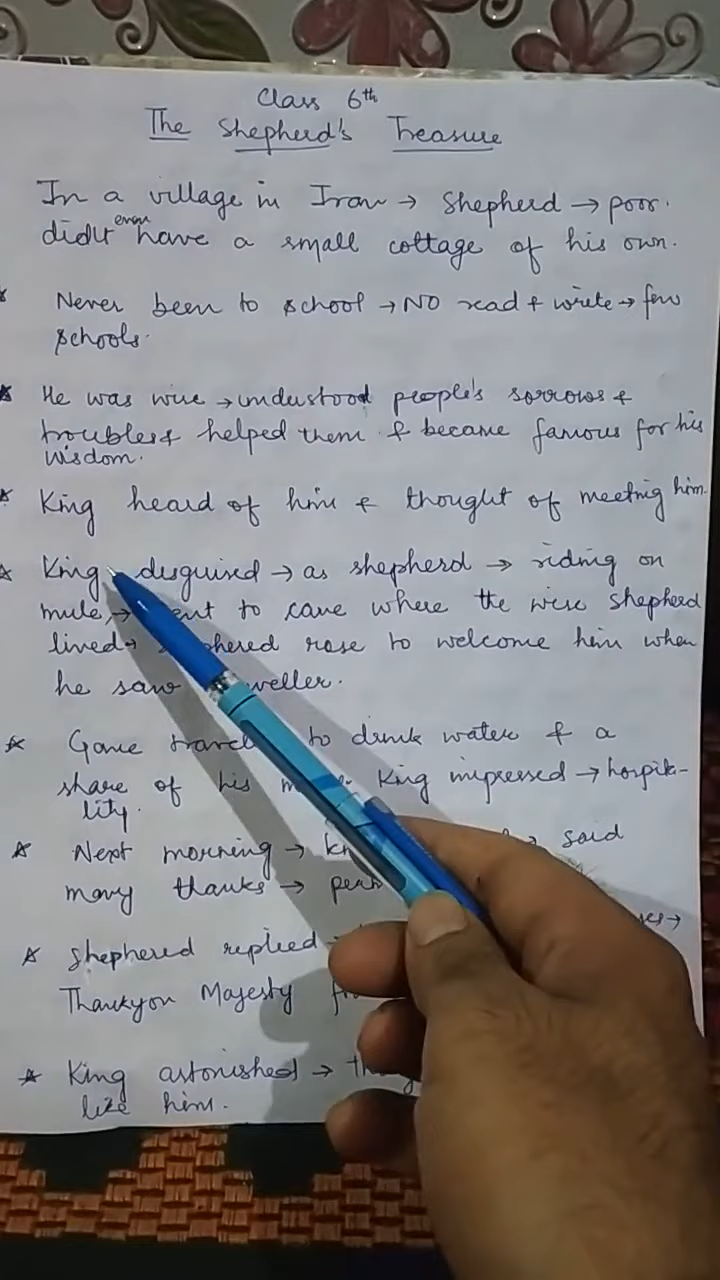 Class 6th
The Shepherd's Treasure
In a village in Iran → Shepherd → poor.
didn't even have a small cottage of his own.
Never been to school → NO read + write → few
schools.
He was wise → understood people's sorrows &
troubles & helped them & became famous for his
wisdom.
King heard of him & thought of meeting him.
King disguised → as shepherd → riding on
mule, → to cave where the wise shepherd
lived → rose to welcome him when
he saw
Gave to drink water & a
share of his King impressed → hospita-
lity.
Next morning → said
many thanks →
Shephered replied
Thankyou Majesty
King astonished →
like him.